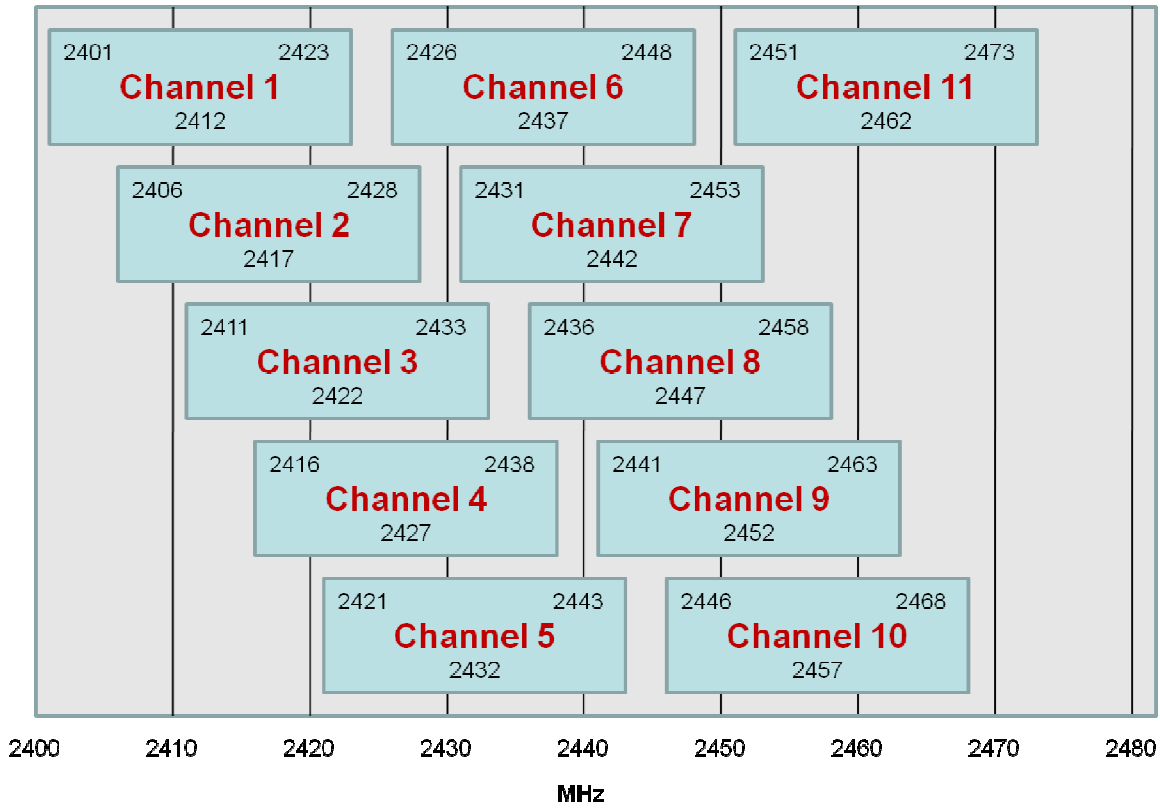 2401 2423 2426 2448 2451 2473
Channel 1 Channel 6 Channel 11
2412 2437 2462
2406 2428 2431 2453
Channel 2 Channel 7
2417 2442
2411 2433 2436 2458
Channel 3 Channel 8
2422 2447
2416 2438 2441 2463
Channel 4 Channel 9
2427 2452
2421 2443 2446 2468
Channel 5 Channel 10
2432 2457
2400 2410 2420 2430 2440 2450 2460 2470 2480
MHz